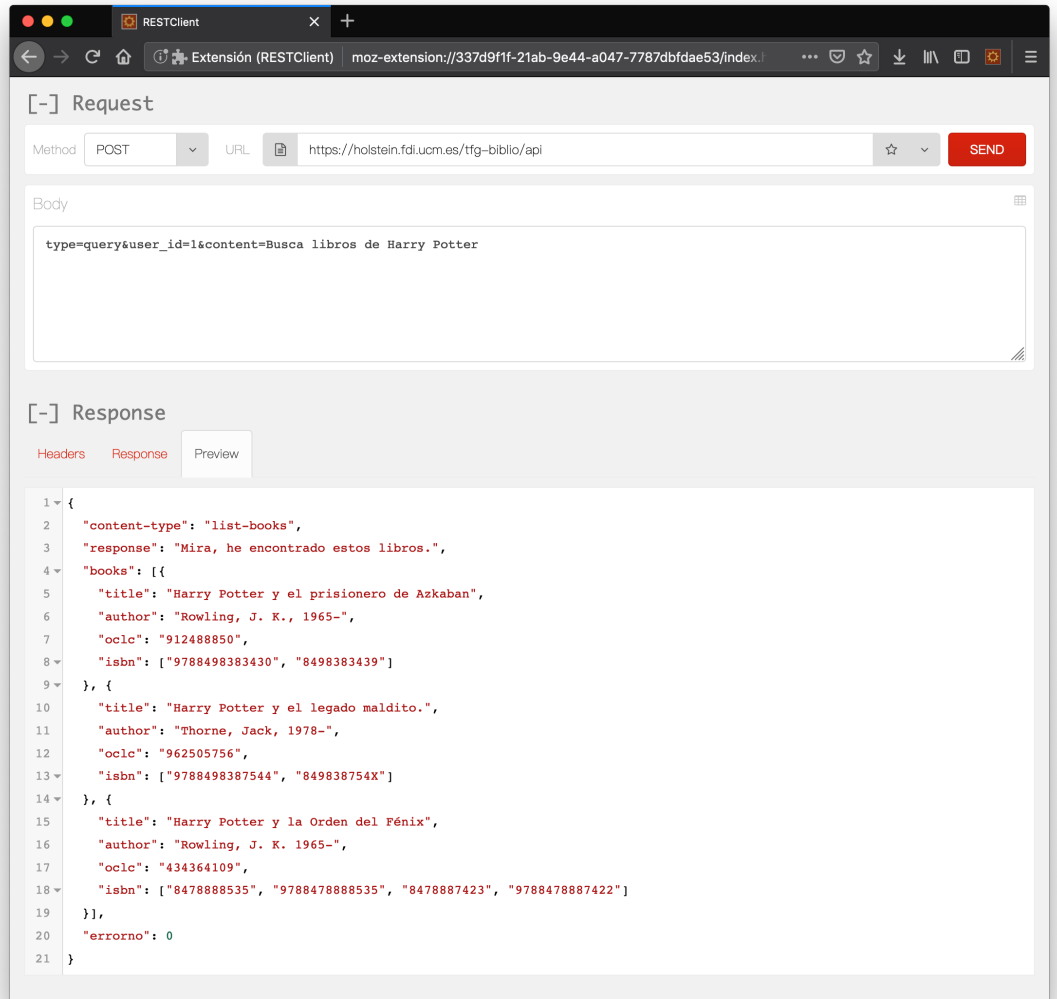 RESTClient
Extensión (RESTClient) moz-extension://337d9f1f-21ab-9e44-a047-7787dbfdae53/index.h
[-] Request
Method POST URL https://holstein.fdi.ucm.es/tfg-biblio/api SEND
Body
type=query&user_id=1&content=Busca libros de Harry Potter
[-] Response
Headers Response Preview
1 {
2 "content-type": "list-books",
3 "response": "Mira, he encontrado estos libros.",
4 "books": [{
5 "title": "Harry Potter y el prisionero de Azkaban",
6 "author": "Rowling, J. K., 1965-",
7 "oclc": "912488850",
8 "isbn": ["9788498383430", "8498383439"]
9 }, {
10 "title": "Harry Potter y el legado maldito.",
11 "author": "Thorne, Jack, 1978-",
12 "oclc": "962505756",
13 "isbn": ["9788498387544", "849838754X"]
14 }, {
15 "title": "Harry Potter y la Orden del Fénix",
16 "author": "Rowling, J. K. 1965-",
17 "oclc": "434364109",
18 "isbn": ["8478888535", "9788478888535", "8478887423", "9788478887422"]
19 }],
20 "errorno": 0
21 }